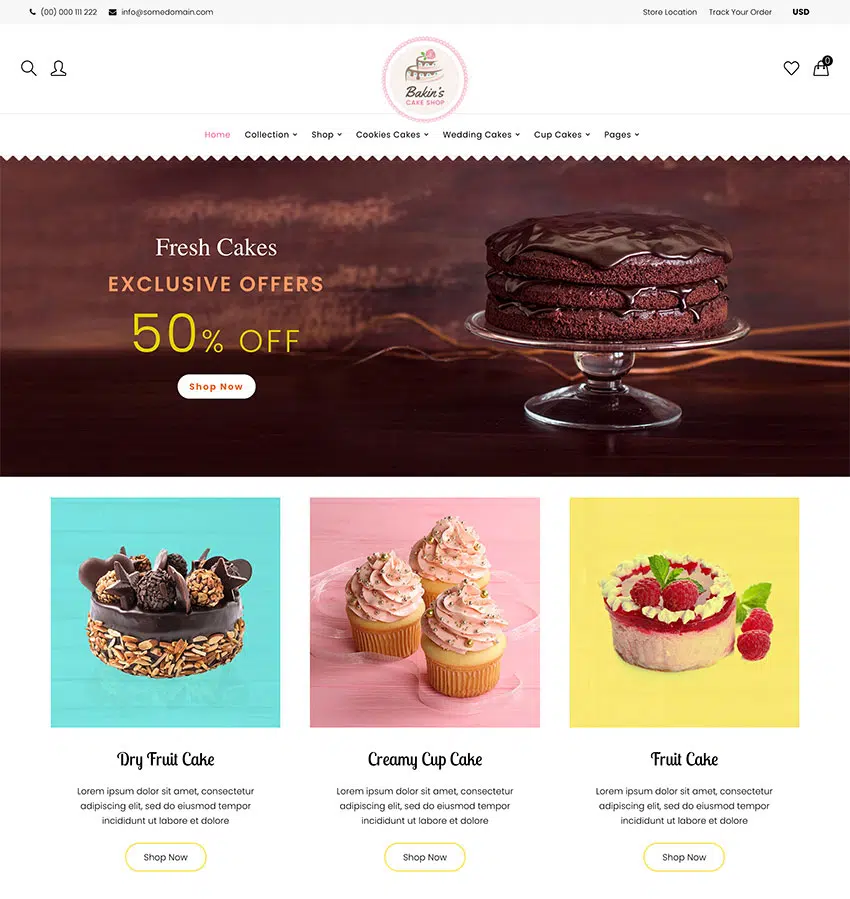 (00) 000 111 222 info@somedomain.com Store Location Track Your Order USD
0
Bakin's
CAKE SHOP
Home Collection Shop Cookies Cakes Wedding Cakes Cup Cakes Pages
Fresh Cakes
EXCLUSIVE OFFERS
50% OFF
Shop Now
Dry Fruit Cake
Lorem ipsum dolor sit amet, consectetur
adipiscing elit, sed do eiusmod tempor
incididunt ut labore et dolore
Shop Now
Creamy Cup Cake
Lorem ipsum dolor sit amet, consectetur
adipiscing elit, sed do eiusmod tempor
incididunt ut labore et dolore
Shop Now
Fruit Cake
Lorem ipsum dolor sit amet, consectetur
adipiscing elit, sed do eiusmod tempor
incididunt ut labore et dolore
Shop Now